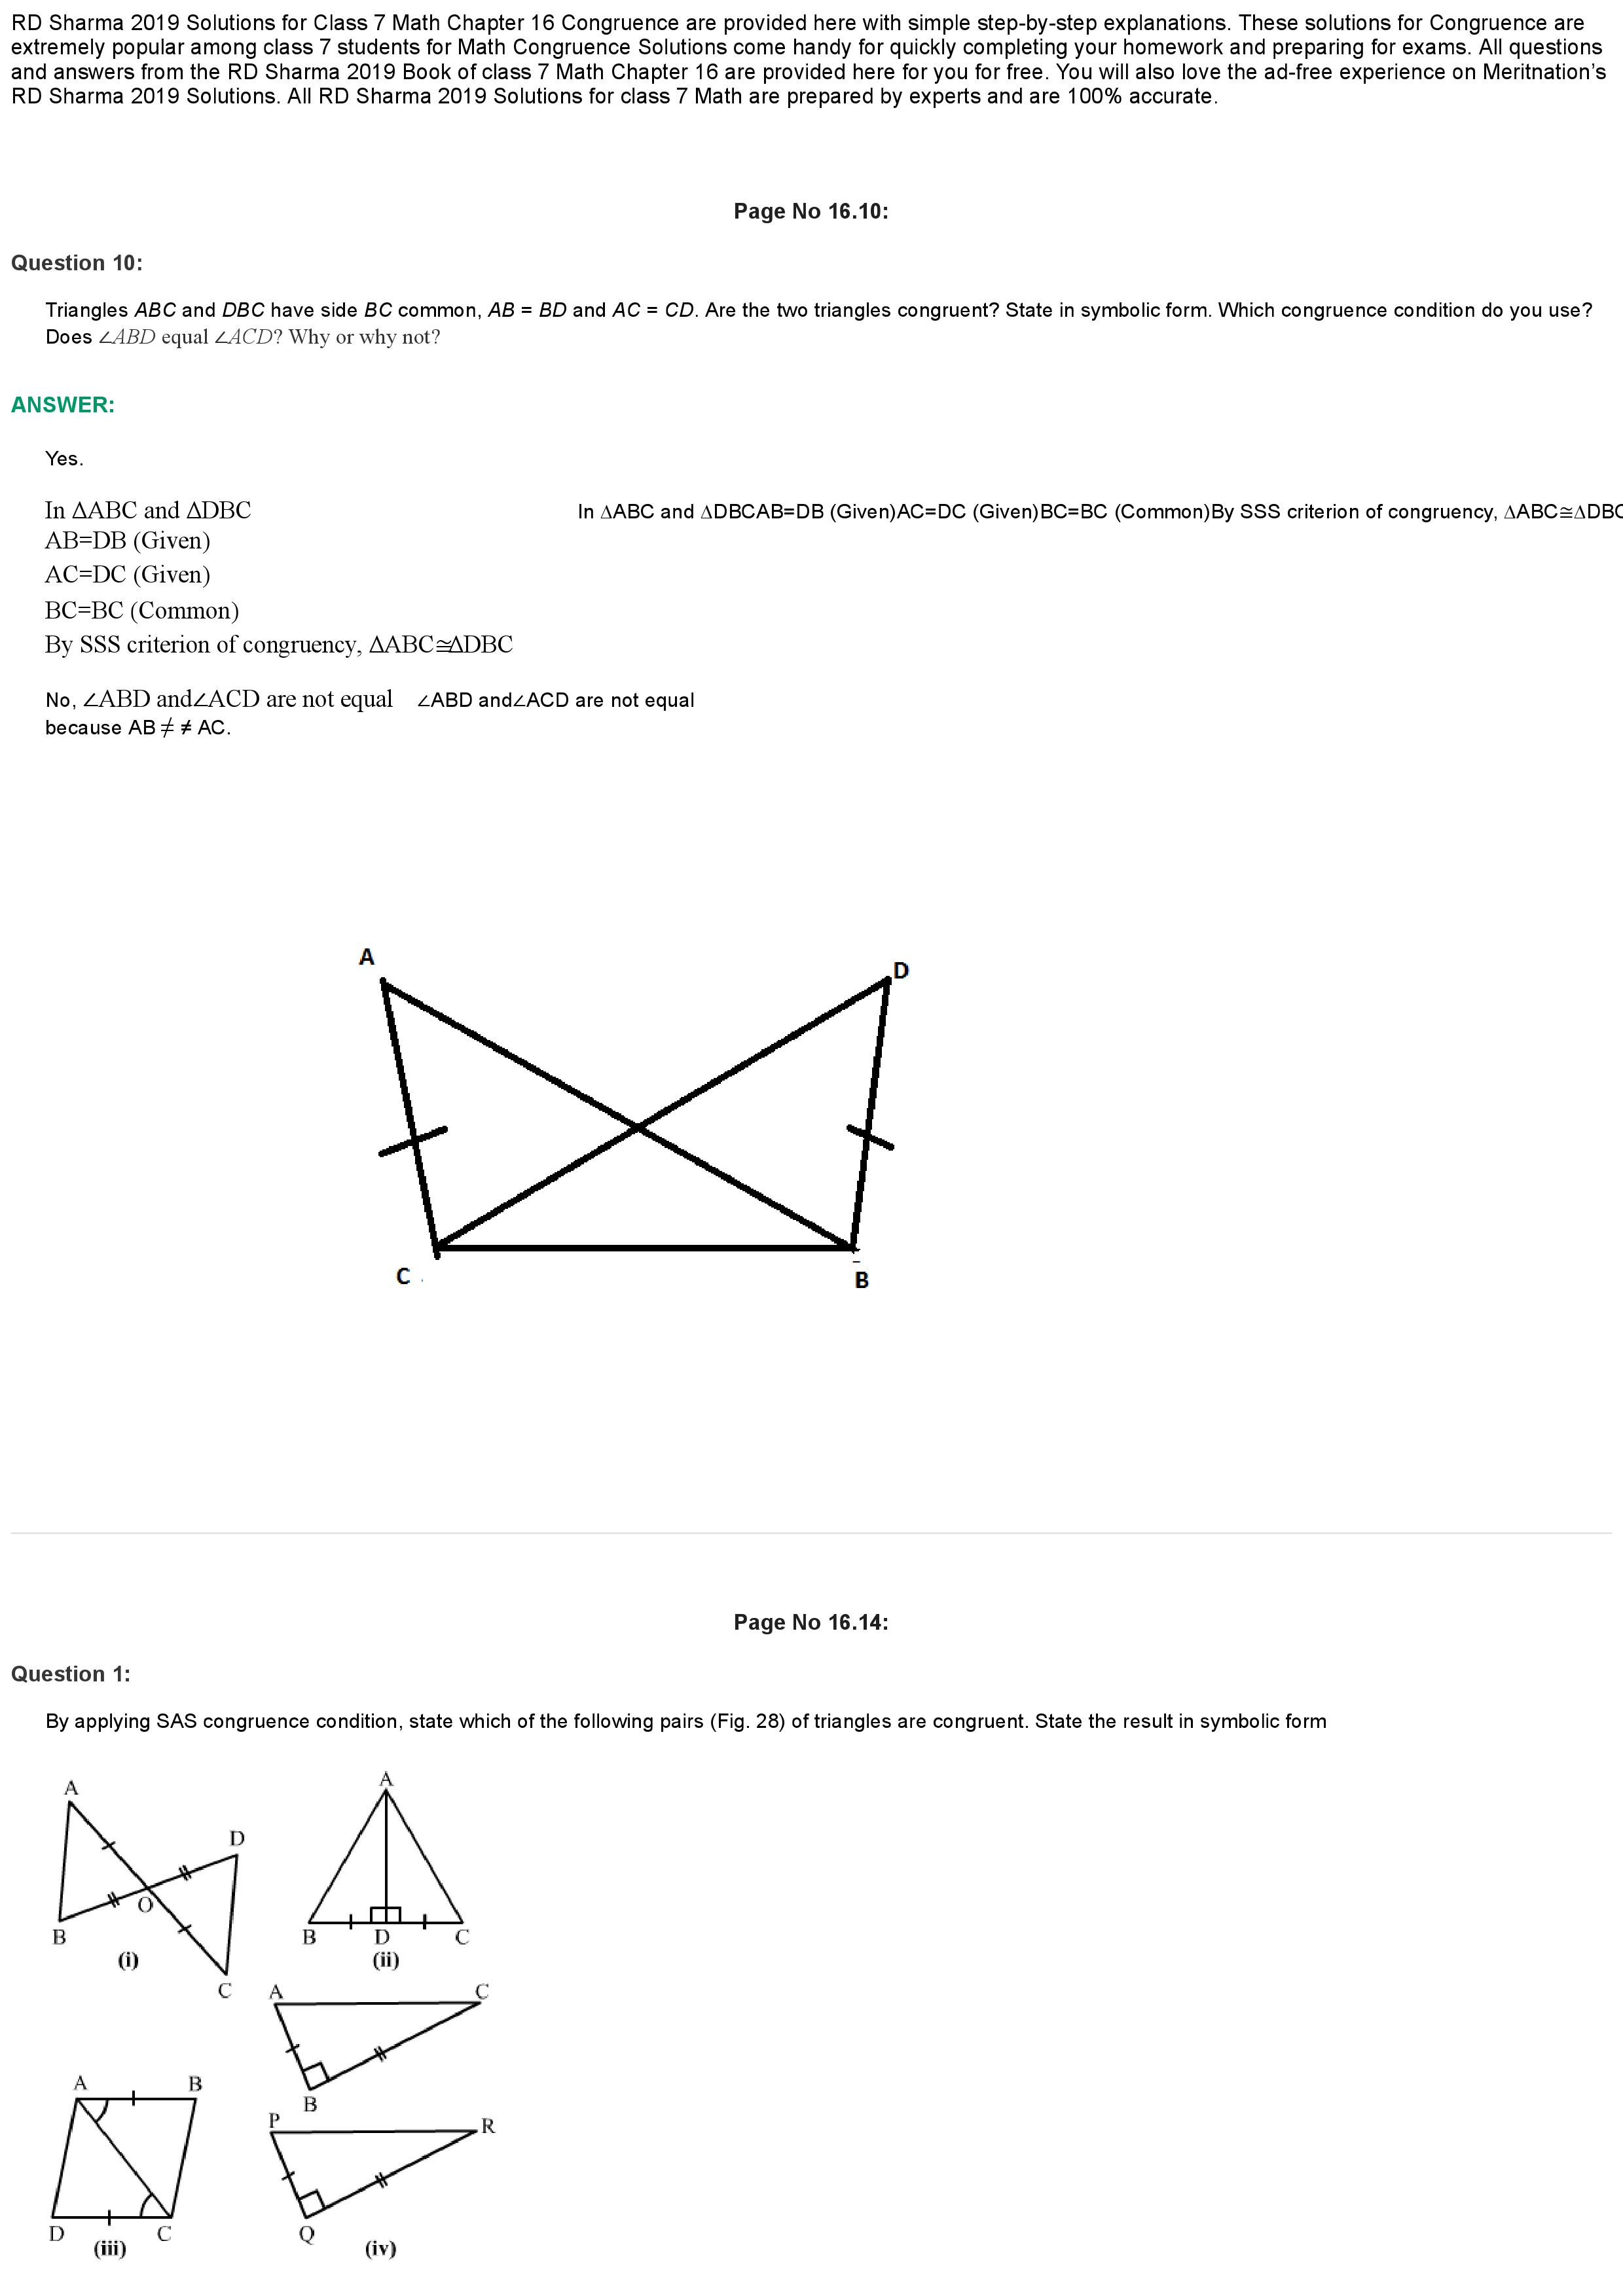 RD Sharma 2019 Solutions for Class 7 Math Chapter 16 Congruence are provided here with simple step-by-step explanations. These solutions for Congruence are
extremely popular among class 7 students for Math Congruence Solutions come handy for quickly completing your homework and preparing for exams. All questions
and answers from the RD Sharma 2019 Book of class 7 Math Chapter 16 are provided here for you for free. You will also love the ad-free experience on Meritnation’s
RD Sharma 2019 Solutions. All RD Sharma 2019 Solutions for class 7 Math are prepared by experts and are 100% accurate.
Page No 16.10:
Question 10:
Triangles ABC and DBC have side BC common, AB = BD and AC = CD. Are the two triangles congruent? State in symbolic form. Which congruence condition do you use?
Does ∠ABD equal ∠ACD? Why or why not?
ANSWER:
Yes.
In ∆ABC and ∆DBC In ∆ABC and ∆DBCAB=DB (Given)AC=DC (Given)BC=BC (Common)By SSS criterion of congruency, ∆ABC≅∆DBC
AB=DB (Given)
AC=DC (Given)
BC=BC (Common)
By SSS criterion of congruency, ∆ABC≅∆DBC
No, ∠ABD and∠ACD are not equal ∠ABD and∠ACD are not equal
because AB ≠ ≠ AC.
A
D
C
B
Page No 16.14:
Question 1:
By applying SAS congruence condition, state which of the following pairs (Fig. 28) of triangles are congruent. State the result in symbolic form
A
D
O
B
C
(i)
A
B D C
(ii)
A B
D C
(iii)
A C
B
P R
Q
(iv)